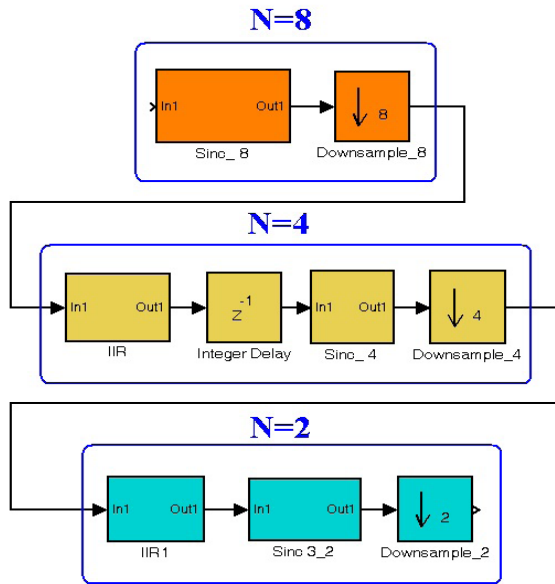 N=8
In1 Out1
8
Sinc_ 8 Downsample_8
N=4
In1 Out1 Z-1 In1 Out1 4
IIR Integer Delay Sinc_ 4 Downsample_4
N=2
In1 Out1 In1 Out1 2
IIR1 Sinc 3_2 Downsample_2